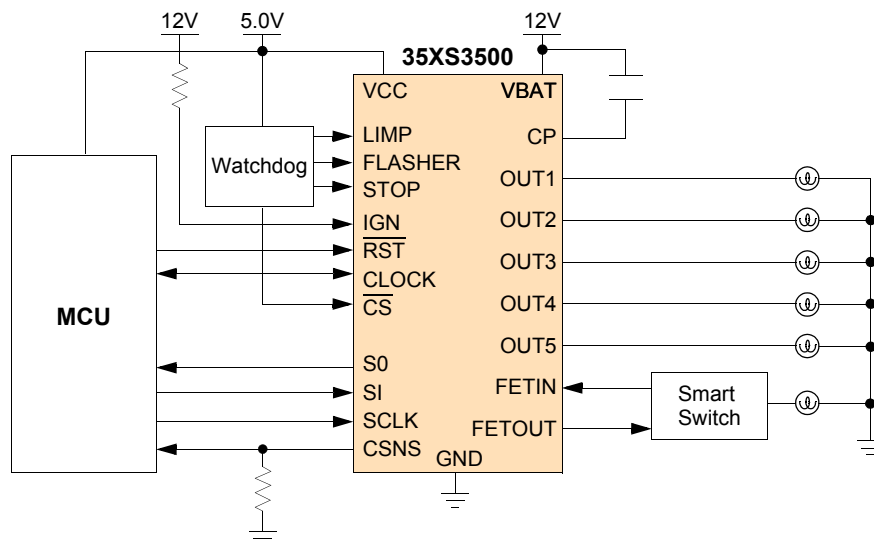 12V
5.0V
12V
35XS3500
VCC
VBAT
LIMP
CP
Watchdog
FLASHER
STOP
OUT1
IGN
OUT2
RST
CLOCK
OUT3
CS
OUT4
MCU
OUT5
S0
SI
FETIN
Smart
Switch
SCLK
FETOUT
CSNS
GND